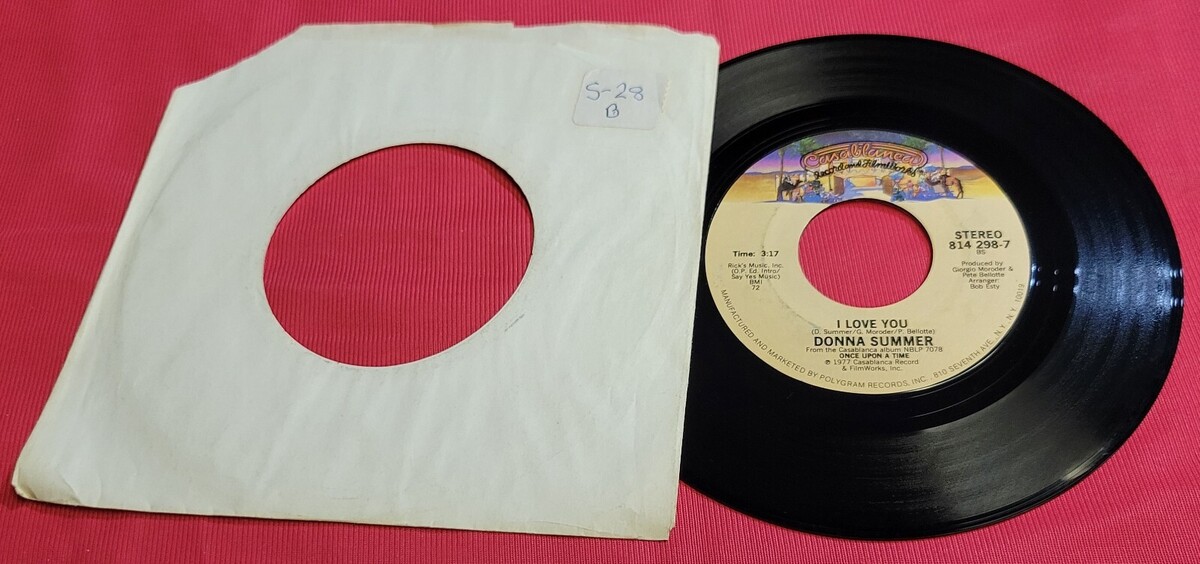 S-28
B
Casablanca
Record and FilmWorks
STEREO
814 298-7
BS
Time: 3:17
Rick's Music, Inc.
(O.P. Ed. Intro/
Say Yes Music)
BMI
72
Produced by
Giorgio Moroder &
Pete Bellotte
Arranger:
Bob Esty
I LOVE YOU
(D. Summer/G. Moroder/P. Bellotte)
DONNA SUMMER
From the Casablanca album NBLP 7078
ONCE UPON A TIME
℗ 1977 Casablanca Record
& FilmWorks, Inc.
MANUFACTURED AND MARKETED BY POLYGRAM RECORDS, INC. 810 SEVENTH AVE, N.Y. N.Y. 10019